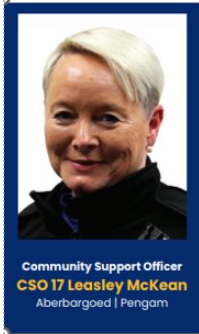 Community Support Officer
CSO 17 Leasley McKean
Aberbargoed | Pengam